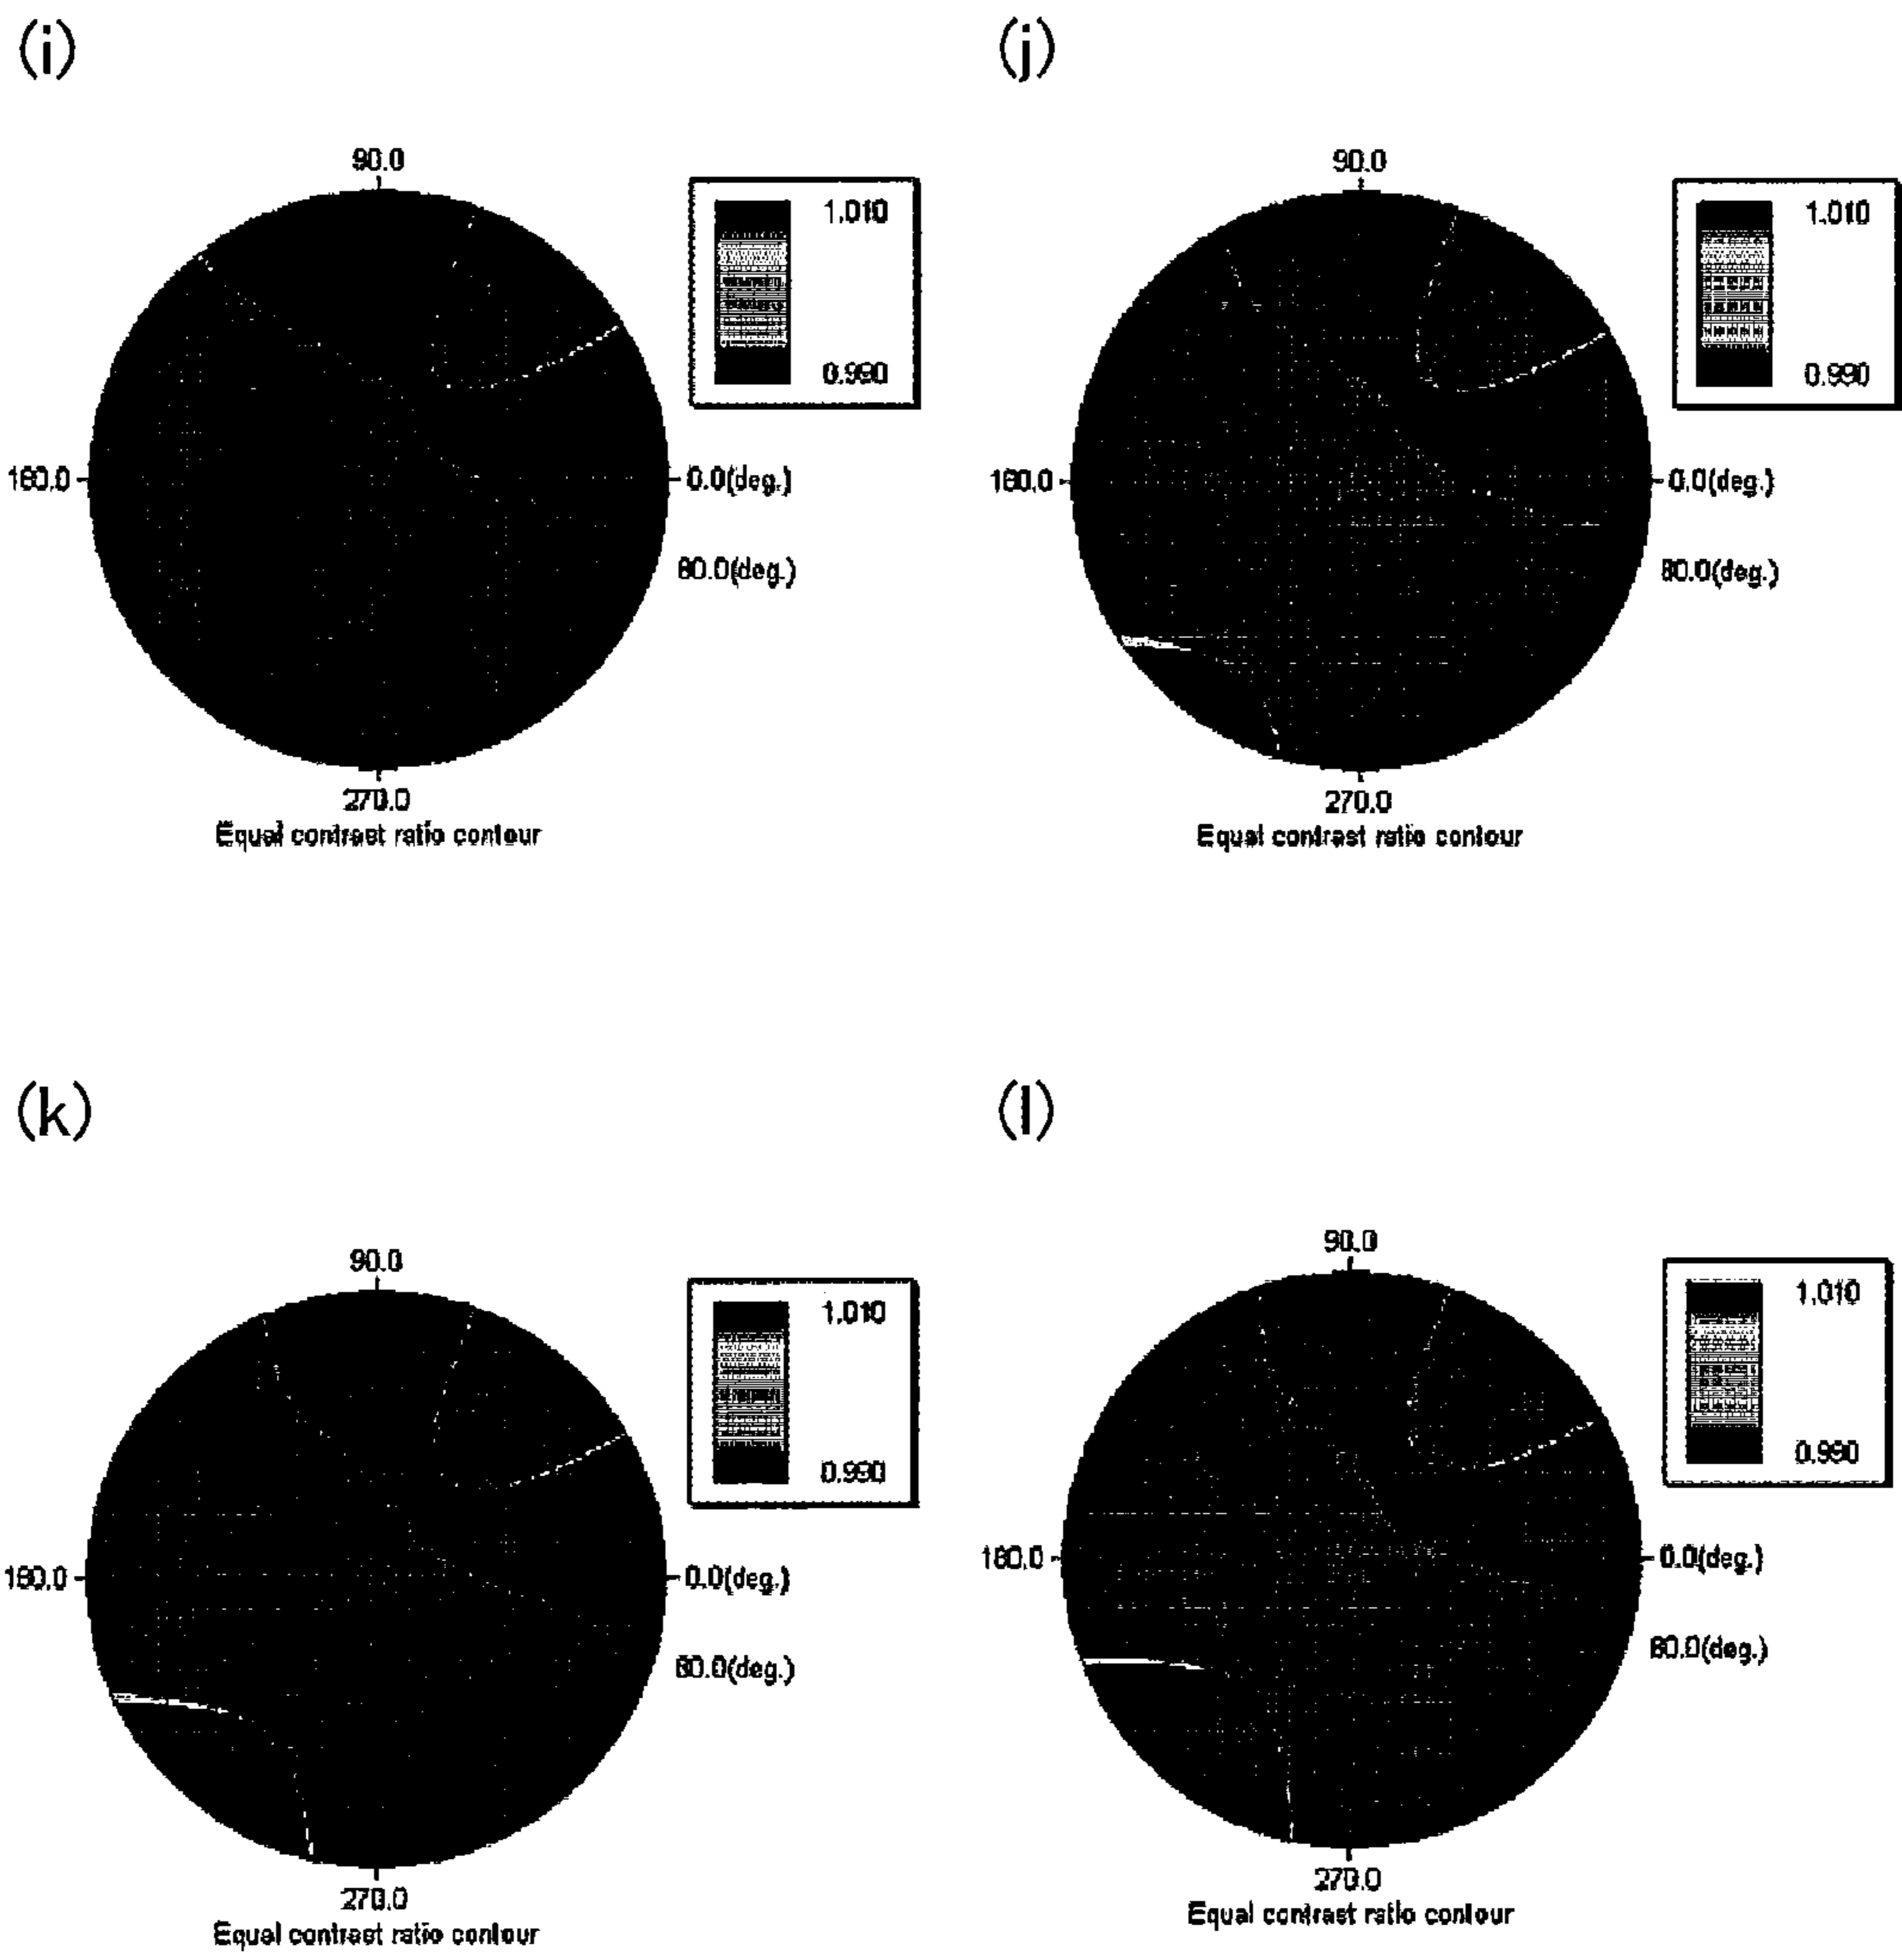 (i)
90.0
1.010
0.990
180.0
0.0(deg.)
80.0(deg.)
270.0
Equal contrast ratio contour
(j)
90.0
1.010
0.990
180.0
0.0(deg.)
80.0(deg.)
270.0
Equal contrast ratio contour
(k)
90.0
1.010
0.990
180.0
0.0(deg.)
80.0(deg.)
270.0
Equal contrast ratio contour
(l)
90.0
1.010
0.990
180.0
0.0(deg.)
80.0(deg.)
270.0
Equal contrast ratio contour